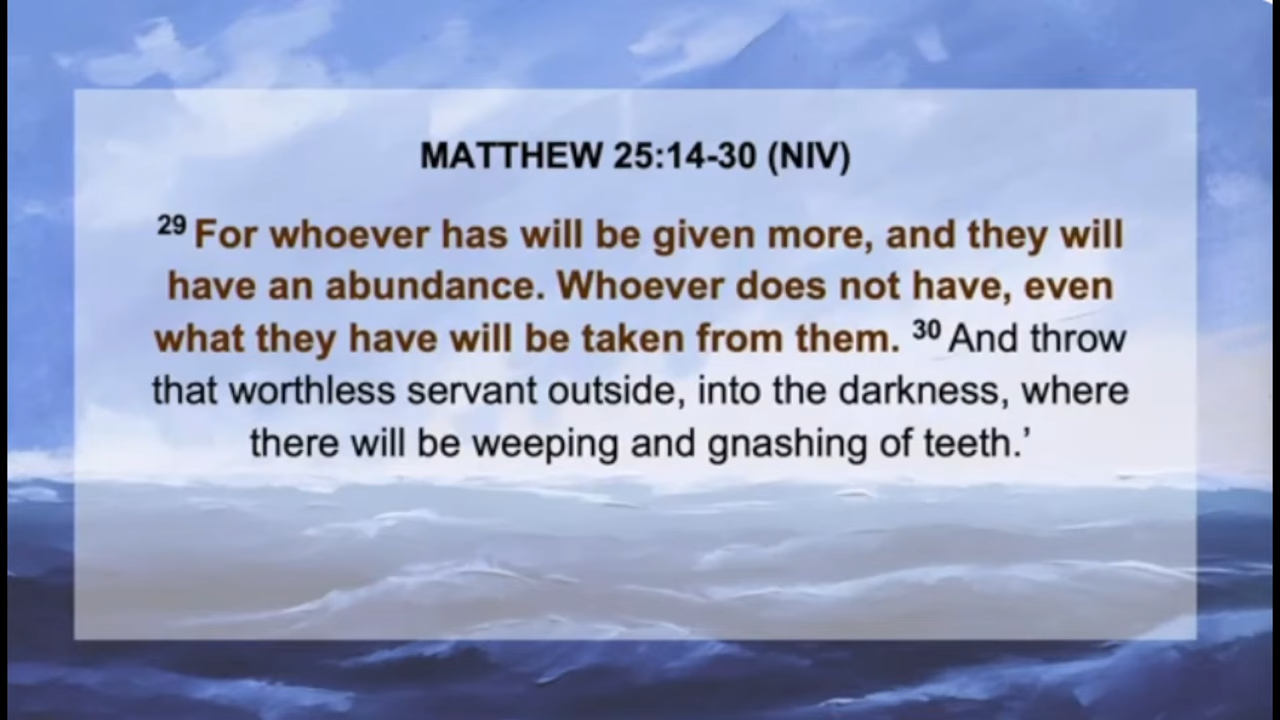 MATTHEW 25:14-30 (NIV)
29 For whoever has will be given more, and they will
have an abundance. Whoever does not have, even
what they have will be taken from them. 30 And throw
that worthless servant outside, into the darkness, where
there will be weeping and gnashing of teeth.’